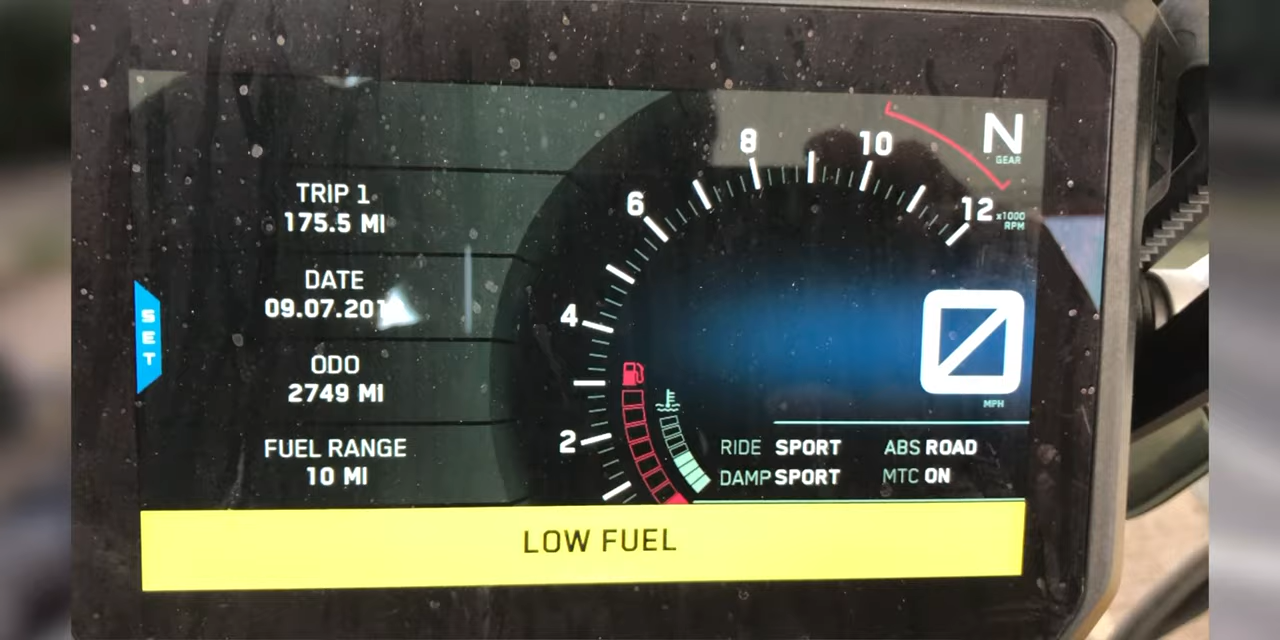 TRIP 1
175.5 MI
DATE
ODO
2749 MI
FUEL RANGE
10 MI
SET
2
4
6
8
10
12
x1000
RPM
N
GEAR
0
MPH
RIDE SPORT
ABS ROAD
DAMP SPORT
MTC ON
LOW FUEL